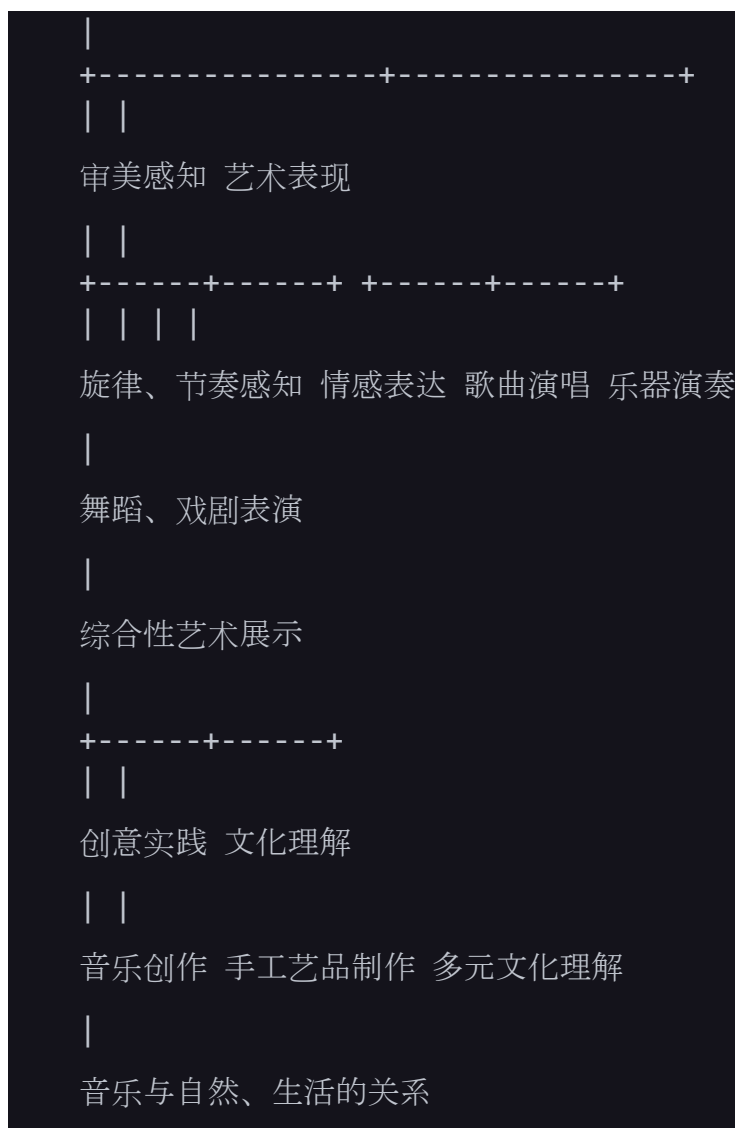 |
+----------------+----------------+
| |
审美感知 艺术表现
| |
+------+------+ +------+------+
| | | |
旋律、节奏感知 情感表达 歌曲演唱 乐器演奏
|
舞蹈、戏剧表演
|
综合性艺术展示
|
+------+------+
| |
创意实践 文化理解
| |
音乐创作 手工艺品制作 多元文化理解
|
音乐与自然、生活的关系